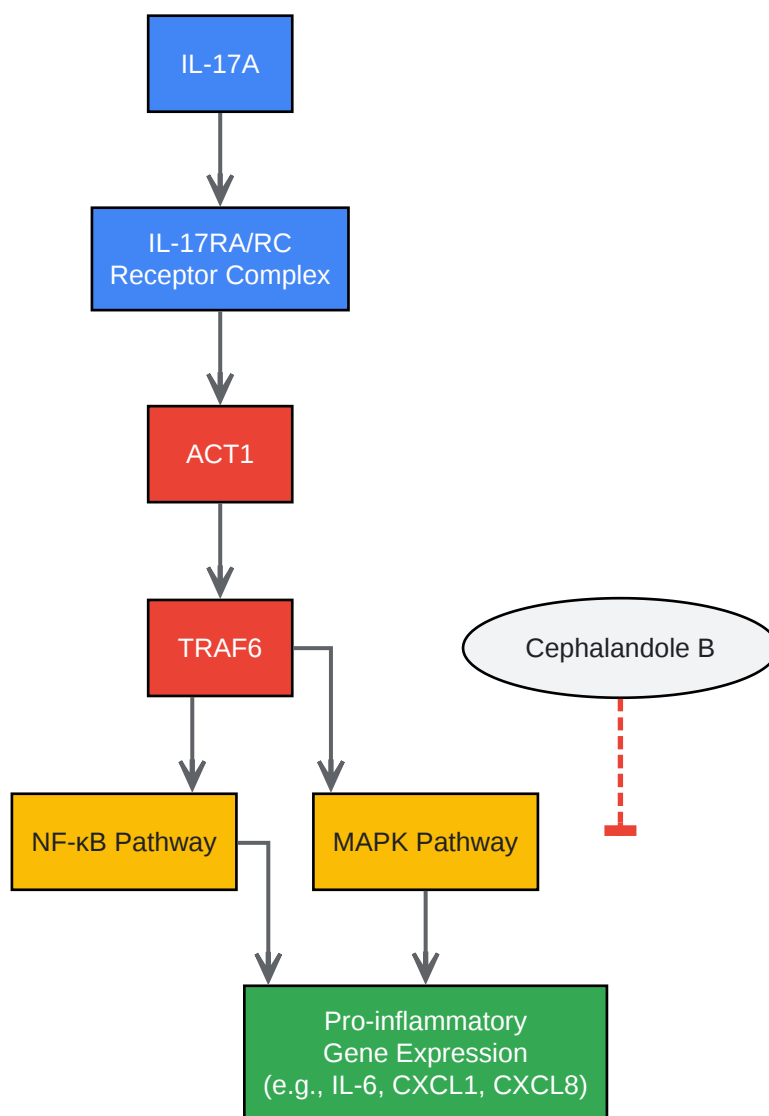 IL-17A
IL-17RA/RC
Receptor Complex
ACT1
TRAF6
Cephalandole B
NF-κB Pathway
MAPK Pathway
Pro-inflammatory
Gene Expression
(e.g., IL-6, CXCL1, CXCL8)